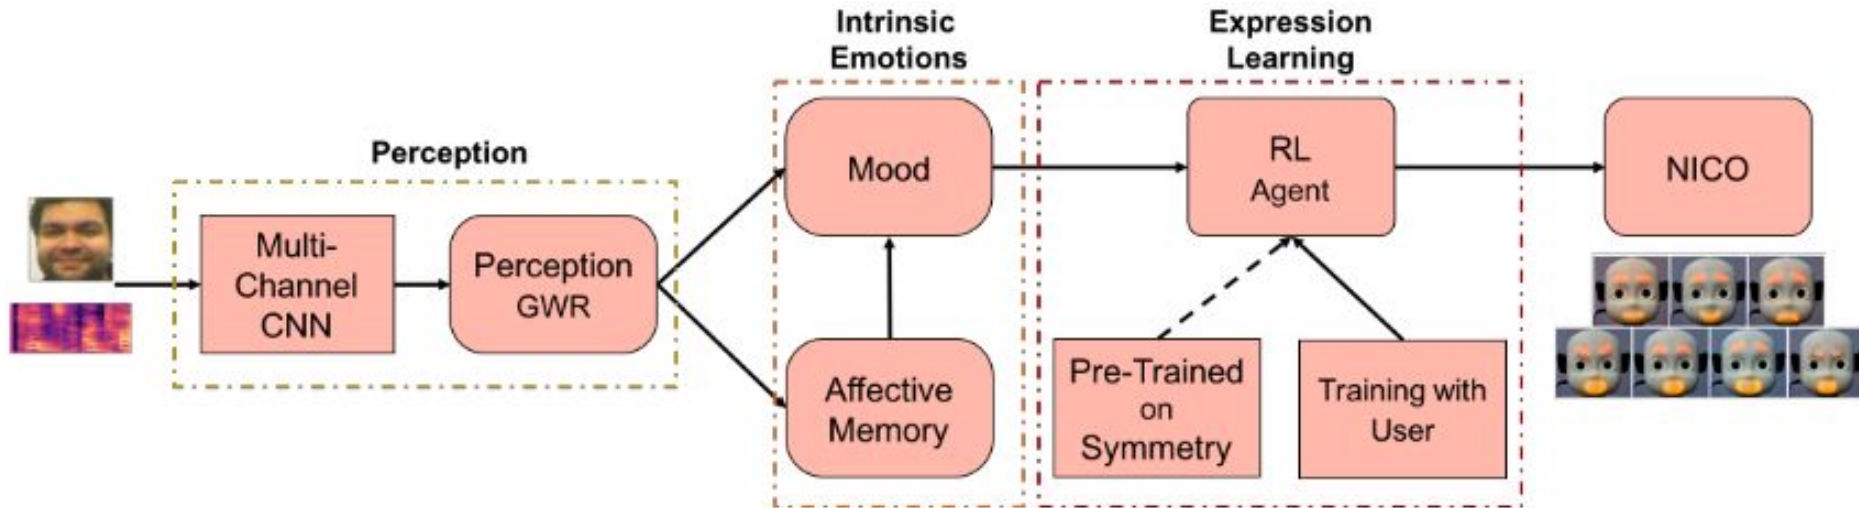 Intrinsic
Emotions
Expression
Learning
Perception
Multi-
Channel
CNN
Perception
GWR
Mood
Affective
Memory
RL
Agent
Pre-Trained
on
Symmetry
Training with
User
NICO